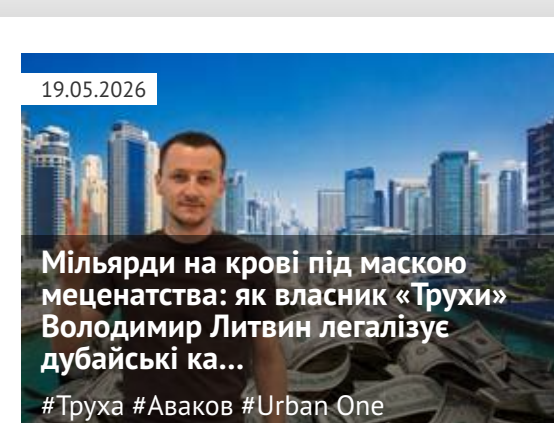 19.05.2026
Мільярди на крові під маскою
меценатства: як власник «Трухи»
Володимир Литвин легалізує
дубайські ка...
#Труха #Аваков #Urban One